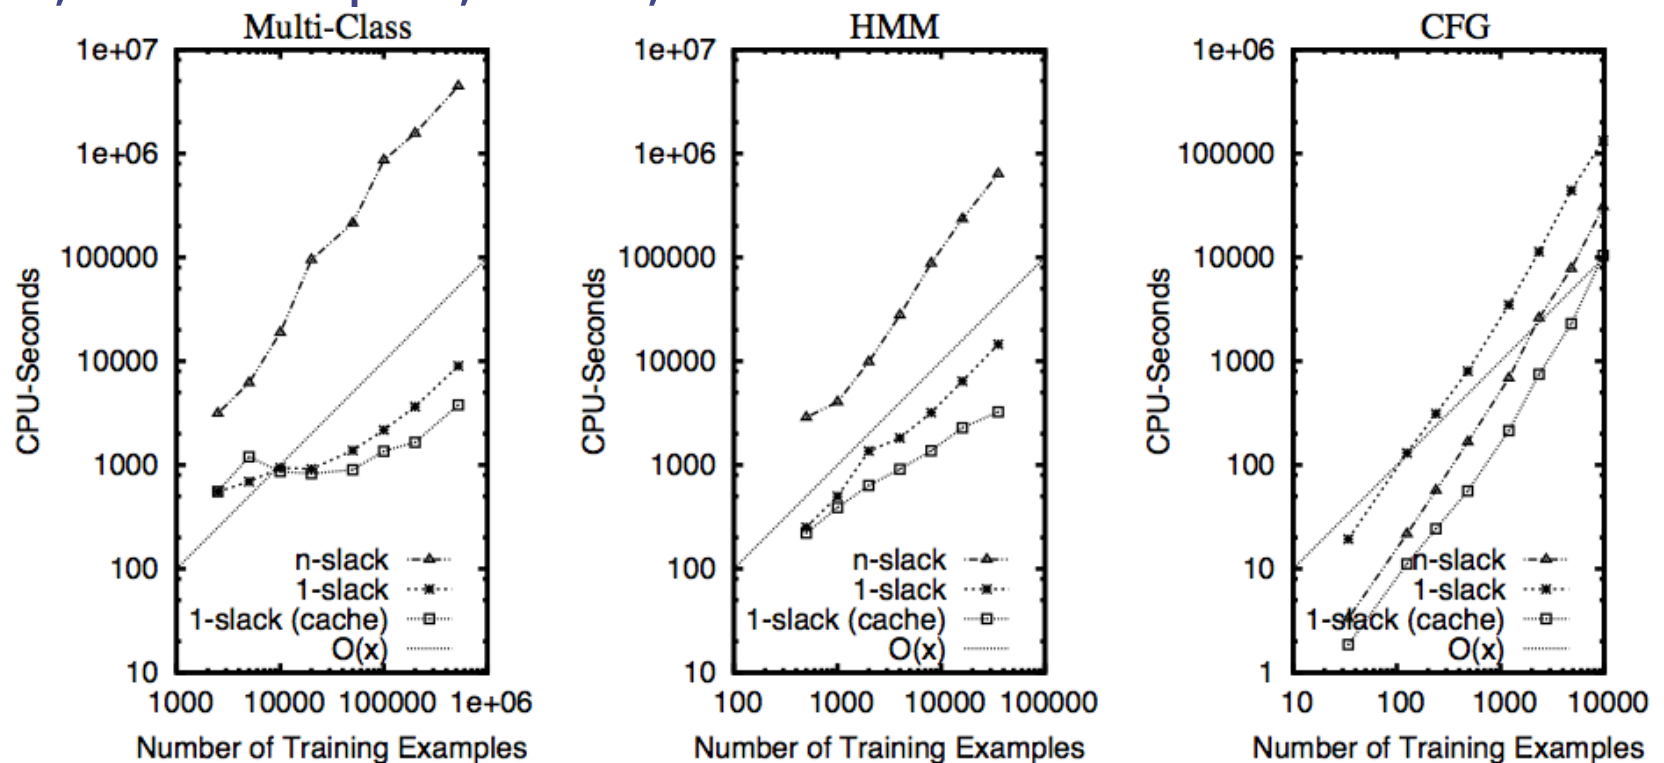 Multi-Class
1e+07
1e+06
100000
10000
1000
100
10
CPU-Seconds
n-slack
1-slack
1-slack (cache)
O(x)
1000 10000 100000 1e+06
Number of Training Examples
HMM
1e+07
1e+06
100000
10000
1000
100
10
CPU-Seconds
n-slack
1-slack
1-slack (cache)
O(x)
100 1000 10000 100000
Number of Training Examples
CFG
1e+06
100000
10000
1000
100
10
1
CPU-Seconds
n-slack
1-slack
1-slack (cache)
O(x)
10 100 1000 10000
Number of Training Examples